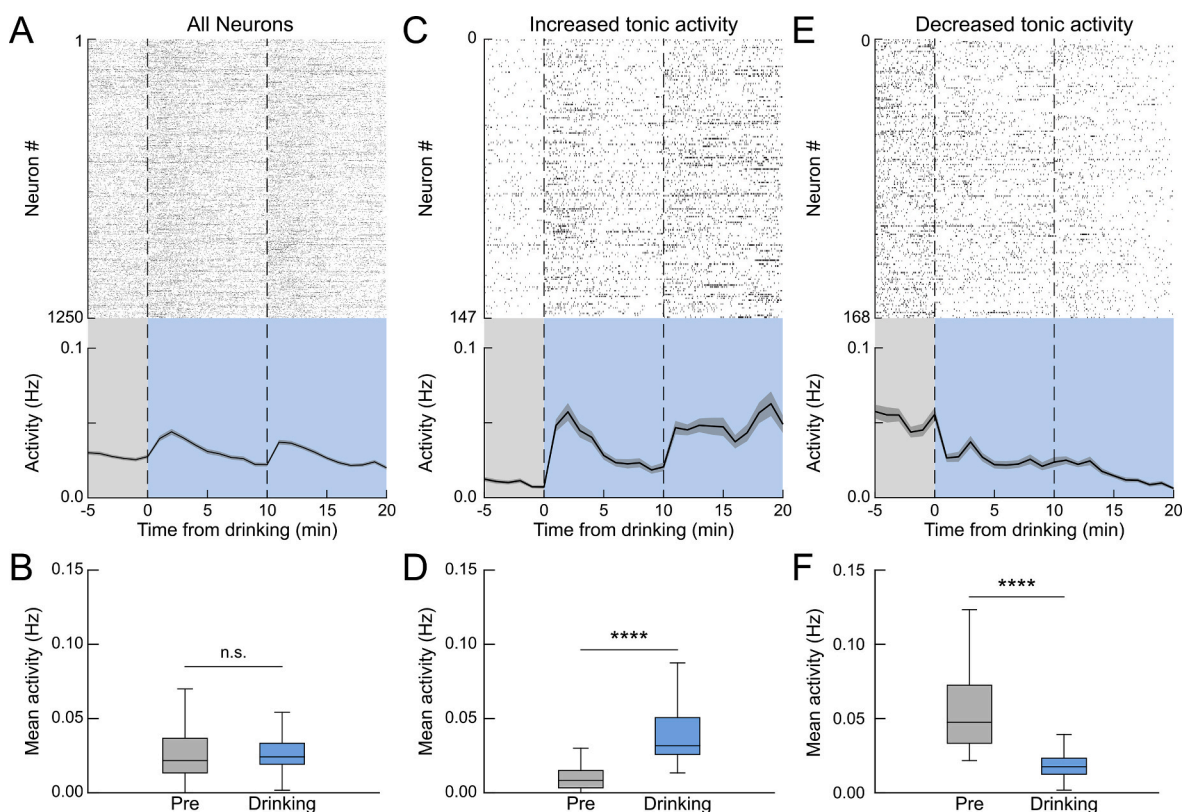 A
All Neurons
1
Neuron #
1250
0.1
Activity (Hz)
0.0
-5 0 5 10 15 20
Time from drinking (min)
C
Increased tonic activity
0
Neuron #
147
0.1
Activity (Hz)
0.0
-5 0 5 10 15 20
Time from drinking (min)
E
Decreased tonic activity
0
Neuron #
168
0.1
Activity (Hz)
0.0
-5 0 5 10 15 20
Time from drinking (min)
B
Mean activity (Hz)
0.15
0.10
0.05
0.00
n.s.
Pre Drinking
D
Mean activity (Hz)
0.15
0.10
0.05
0.00
****
Pre Drinking
F
Mean activity (Hz)
0.15
0.10
0.05
0.00
****
Pre Drinking